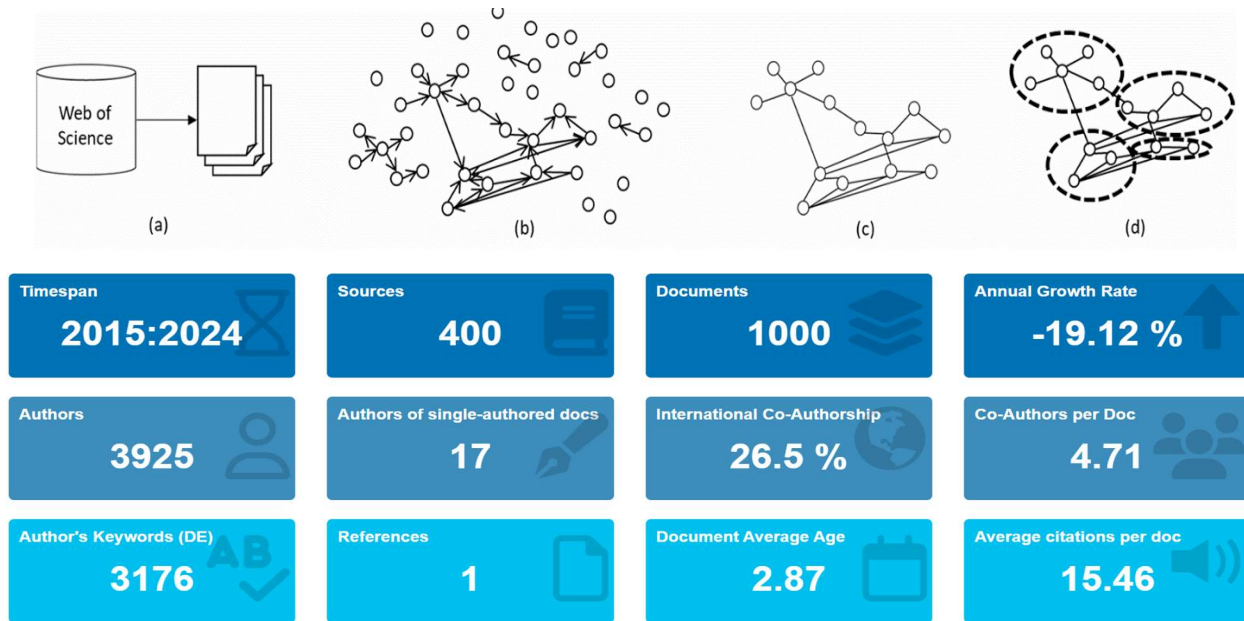 Web of
Science
(a)
(b)
(c)
(d)
Timespan
2015:2024
Sources
400
Documents
1000
Annual Growth Rate
-19.12 %
Authors
3925
Authors of single-authored docs
17
International Co-Authorship
26.5 %
Co-Authors per Doc
4.71
Author's Keywords (DE)
3176
AB
References
1
Document Average Age
2.87
Average citations per doc
15.46